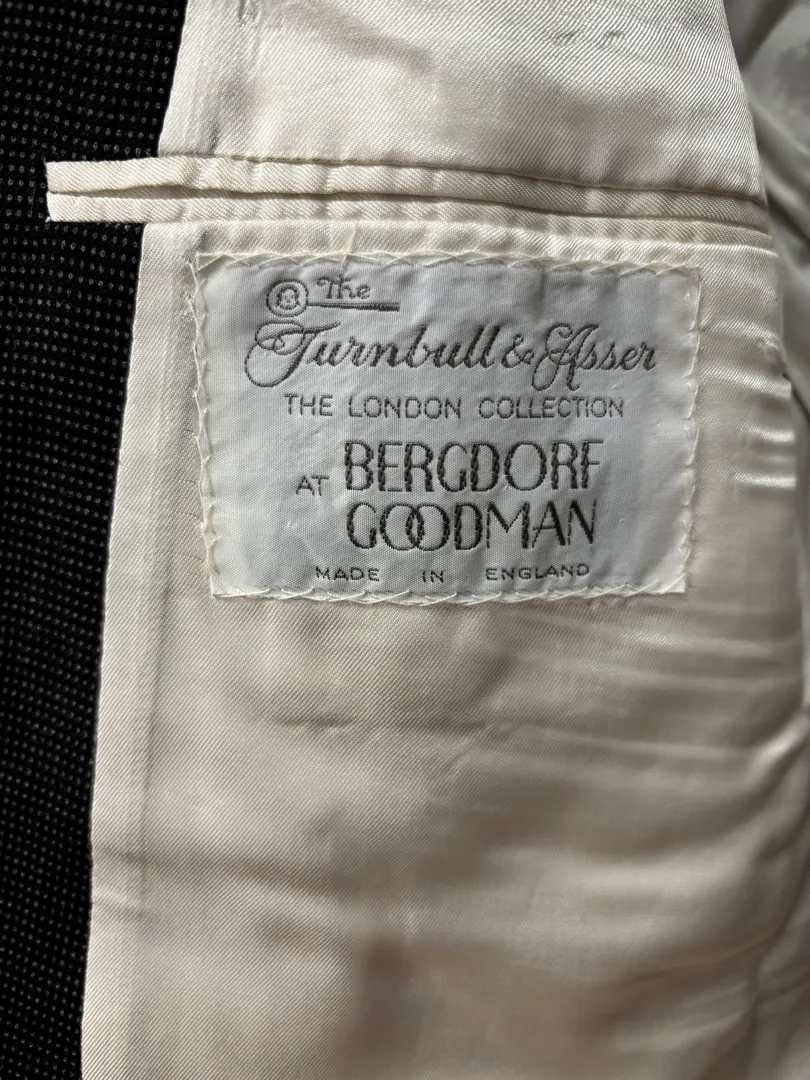 The
Turnbull & Asser
THE LONDON COLLECTION
AT BERGDORF
GOODMAN
MADE IN ENGLAND